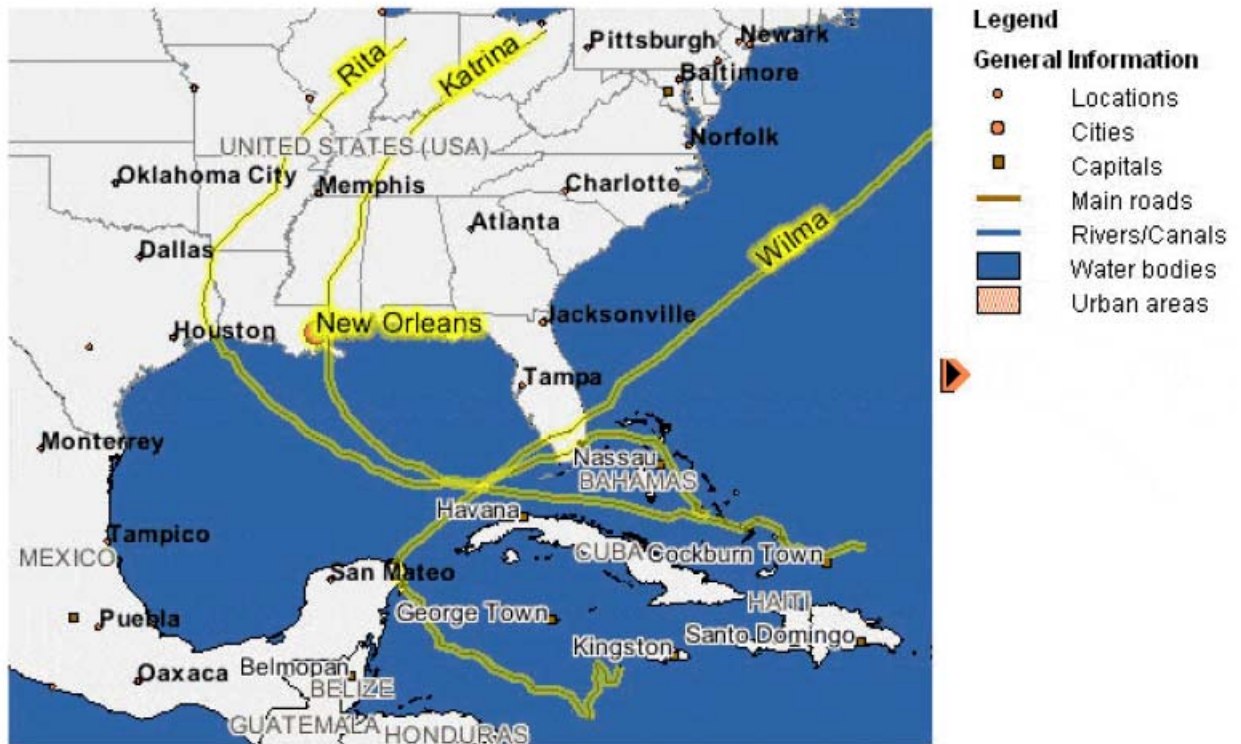 Rita
Katrina
Pittsburgh
Newark
Baltimore
UNITED STATES (USA)
Norfolk
Oklahoma City
Memphis
Charlotte
Atlanta
Wilma
Dallas
Houston
New Orleans
Jacksonville
Tampa
Monterrey
Nassau
BAHAMAS
Havana
Tampico
MEXICO
CUBA
Cockburn Town
San Mateo
HAITI
George Town
Puebla
Kingston
Santo Domingo
Oaxaca
Belmopan
BELIZE
GUATEMALA
HONDURAS
Legend
General Information
Locations
Cities
Capitals
Main roads
Rivers/Canals
Water bodies
Urban areas